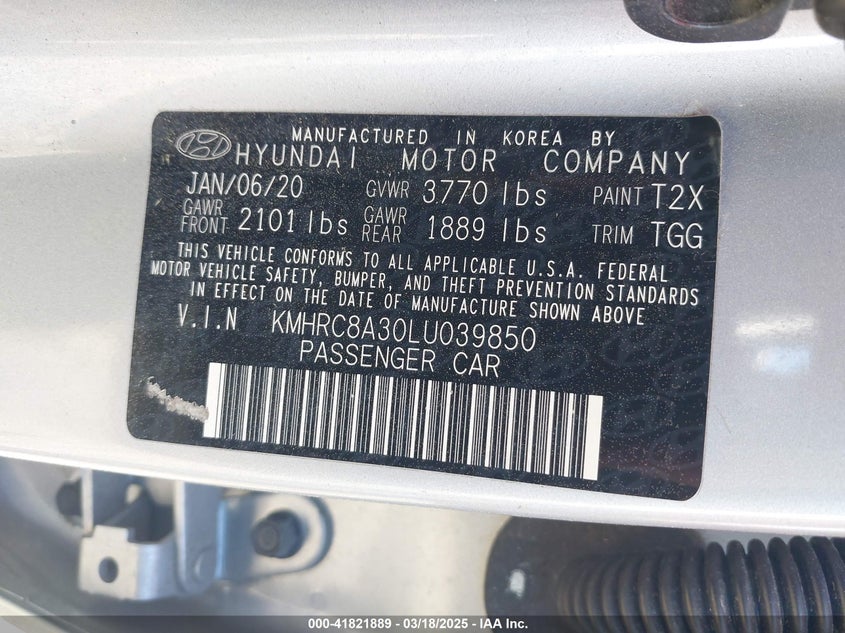 MANUFACTURED IN KOREA BY
HYUNDAI MOTOR COMPANY
JAN/06/20 GVWR 3770 lbs PAINT T2X
GAWR FRONT 2101 lbs GAWR REAR 1889 lbs TRIM TGG
THIS VEHICLE CONFORMS TO ALL APPLICABLE U.S.A. FEDERAL
MOTOR VEHICLE SAFETY, BUMPER, AND THEFT PREVENTION STANDARDS
IN EFFECT ON THE DATE OF MANUFACTURE SHOWN ABOVE.
V.I.N KMHRC8A30LU039850
PASSENGER CAR
000-41821889 | 03/18/2025 - IAA Inc.